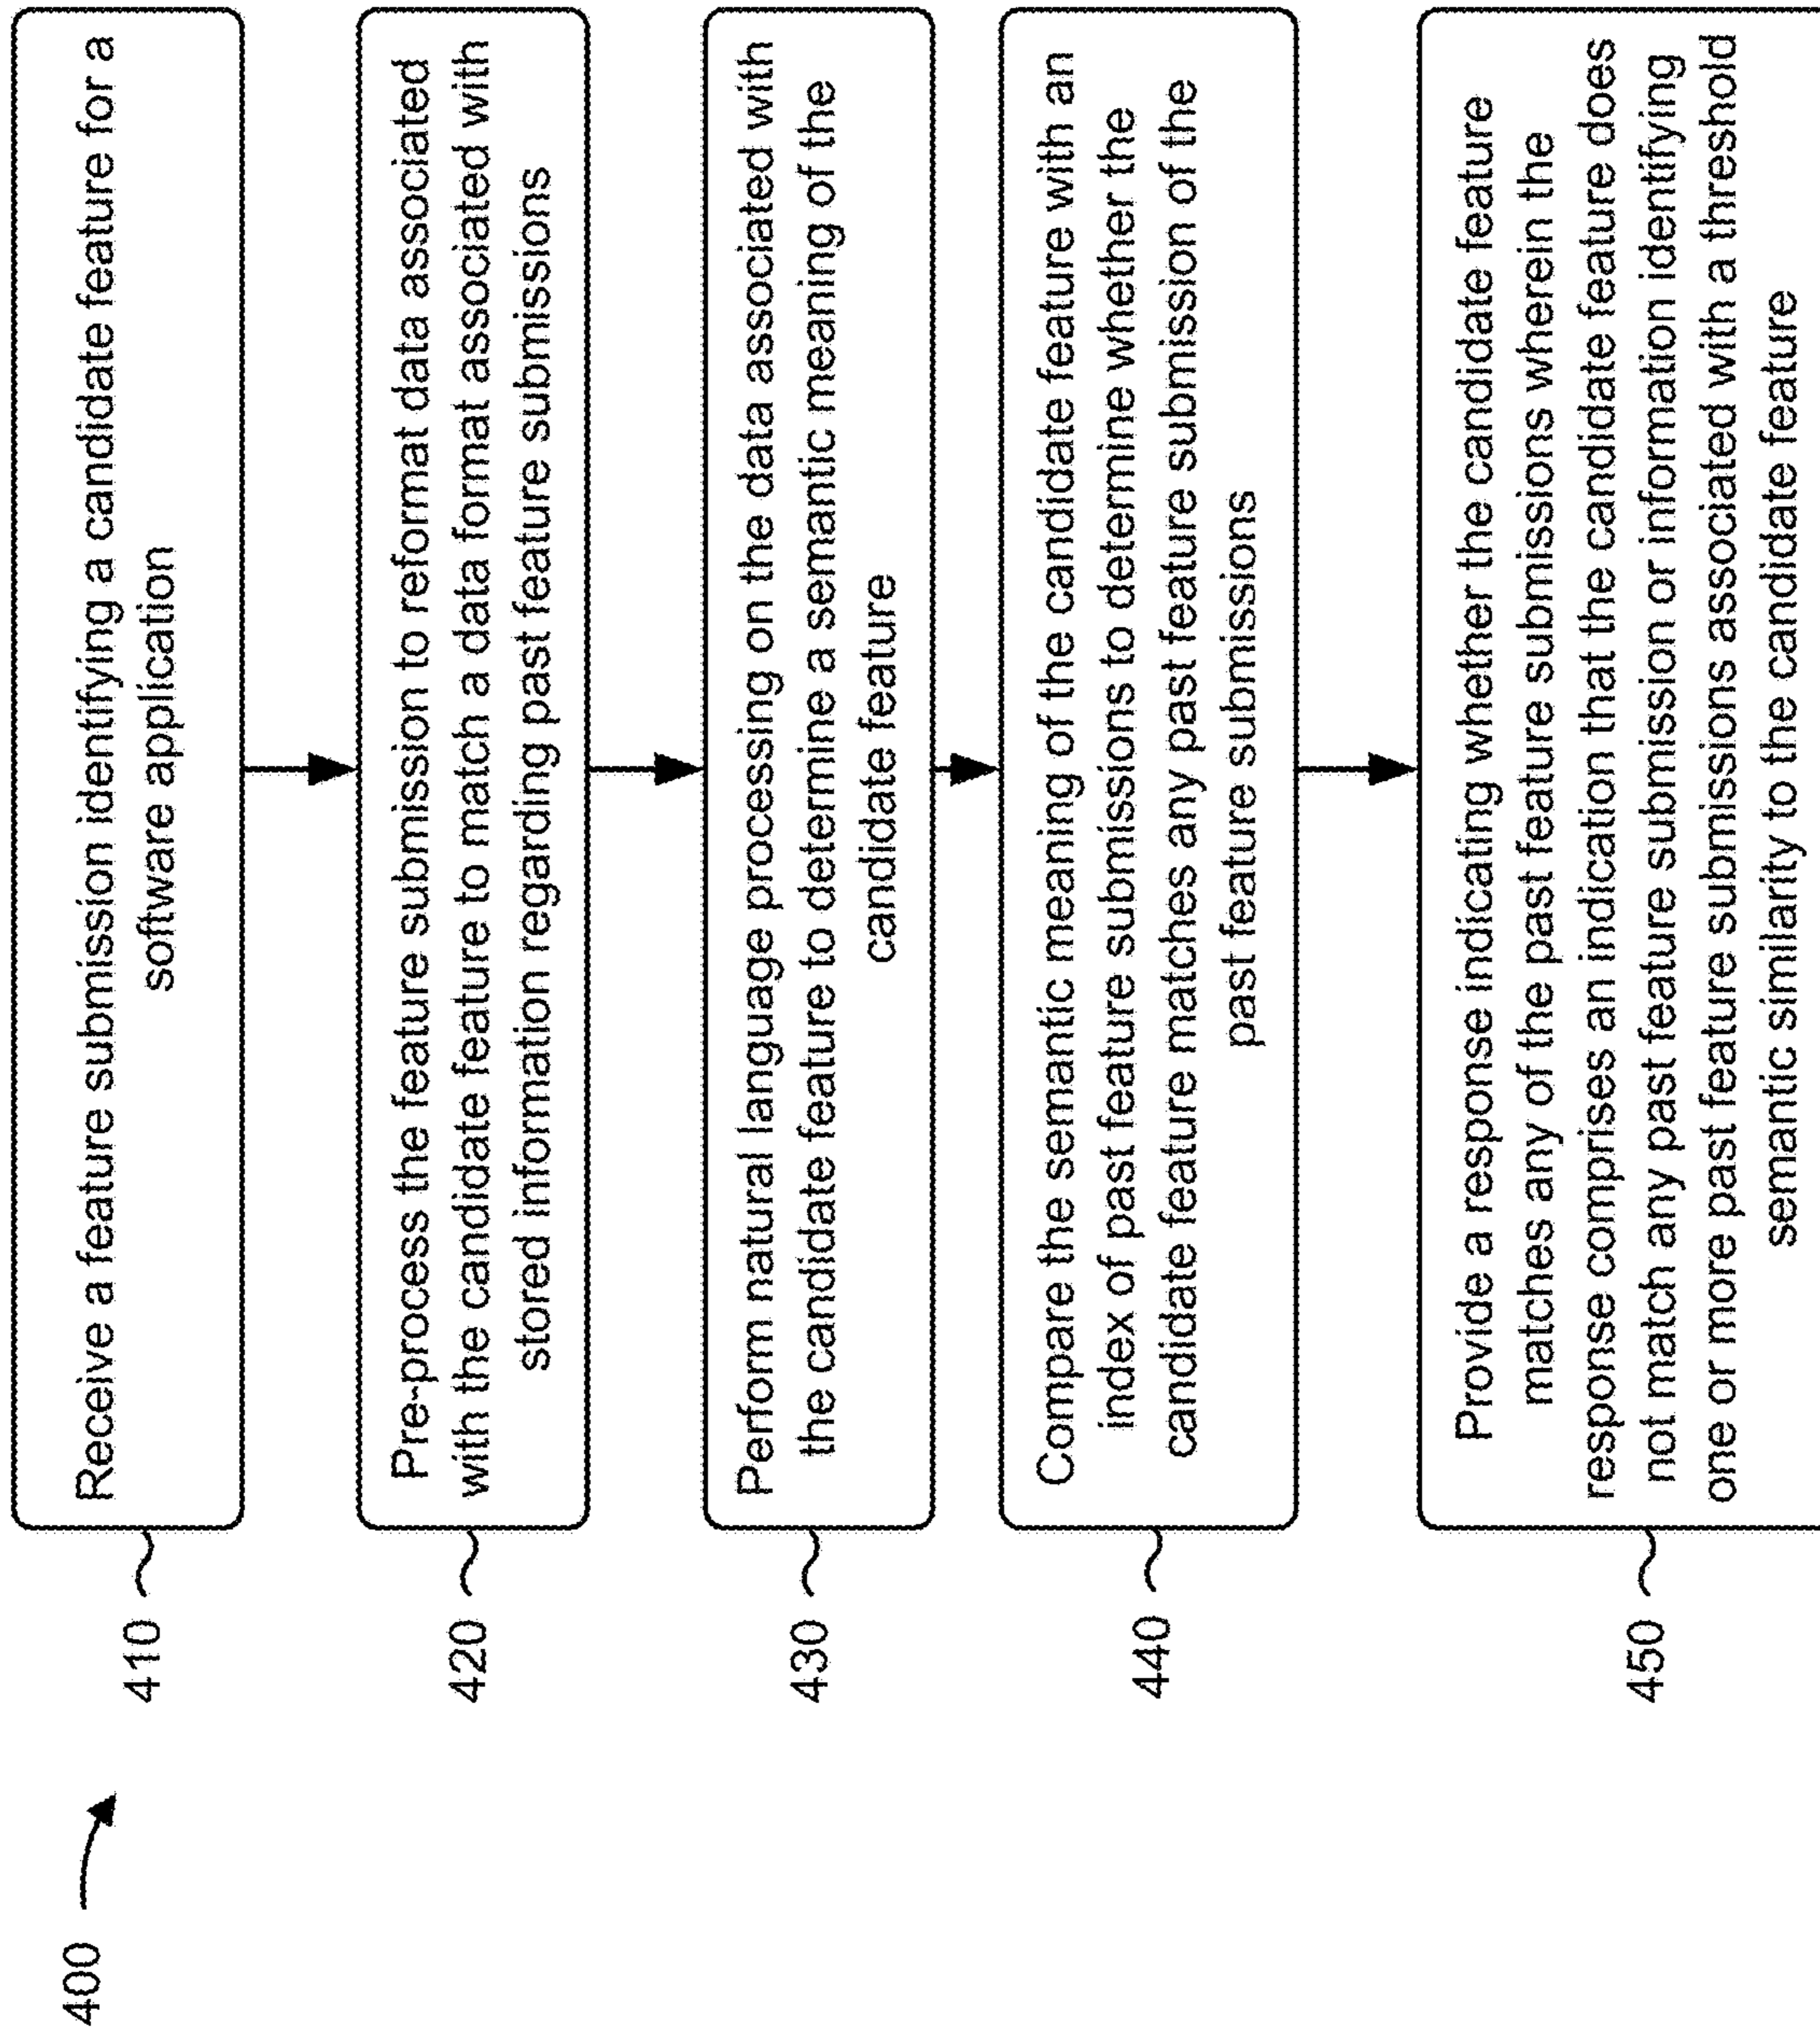 400
410
Receive a feature submission identifying a candidate feature for a
software application
420
Pre-process the feature submission to reformat data associated
with the candidate feature to match a data format associated with
stored information regarding past feature submissions
430
Perform natural language processing on the data associated with
the candidate feature to determine a semantic meaning of the
candidate feature
440
Compare the semantic meaning of the candidate feature with an
index of past feature submissions to determine whether the
candidate feature matches any past feature submission of the
past feature submissions
450
Provide a response indicating whether the candidate feature
matches any of the past feature submissions wherein the
response comprises an indication that the candidate feature does
not match any past feature submission or information identifying
one or more past feature submissions associated with a threshold
semantic similarity to the candidate feature